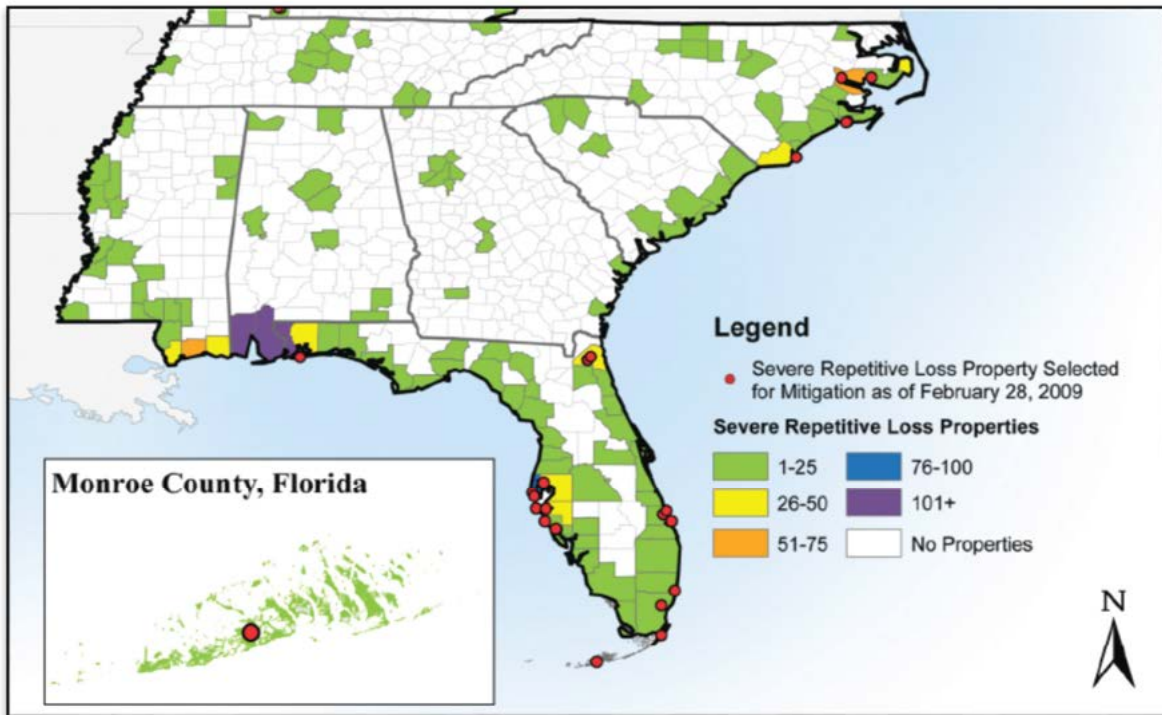 Legend
Severe Repetitive Loss Property Selected
for Mitigation as of February 28, 2009
Severe Repetitive Loss Properties
1-25
76-100
26-50
101+
51-75
No Properties
Monroe County, Florida
N